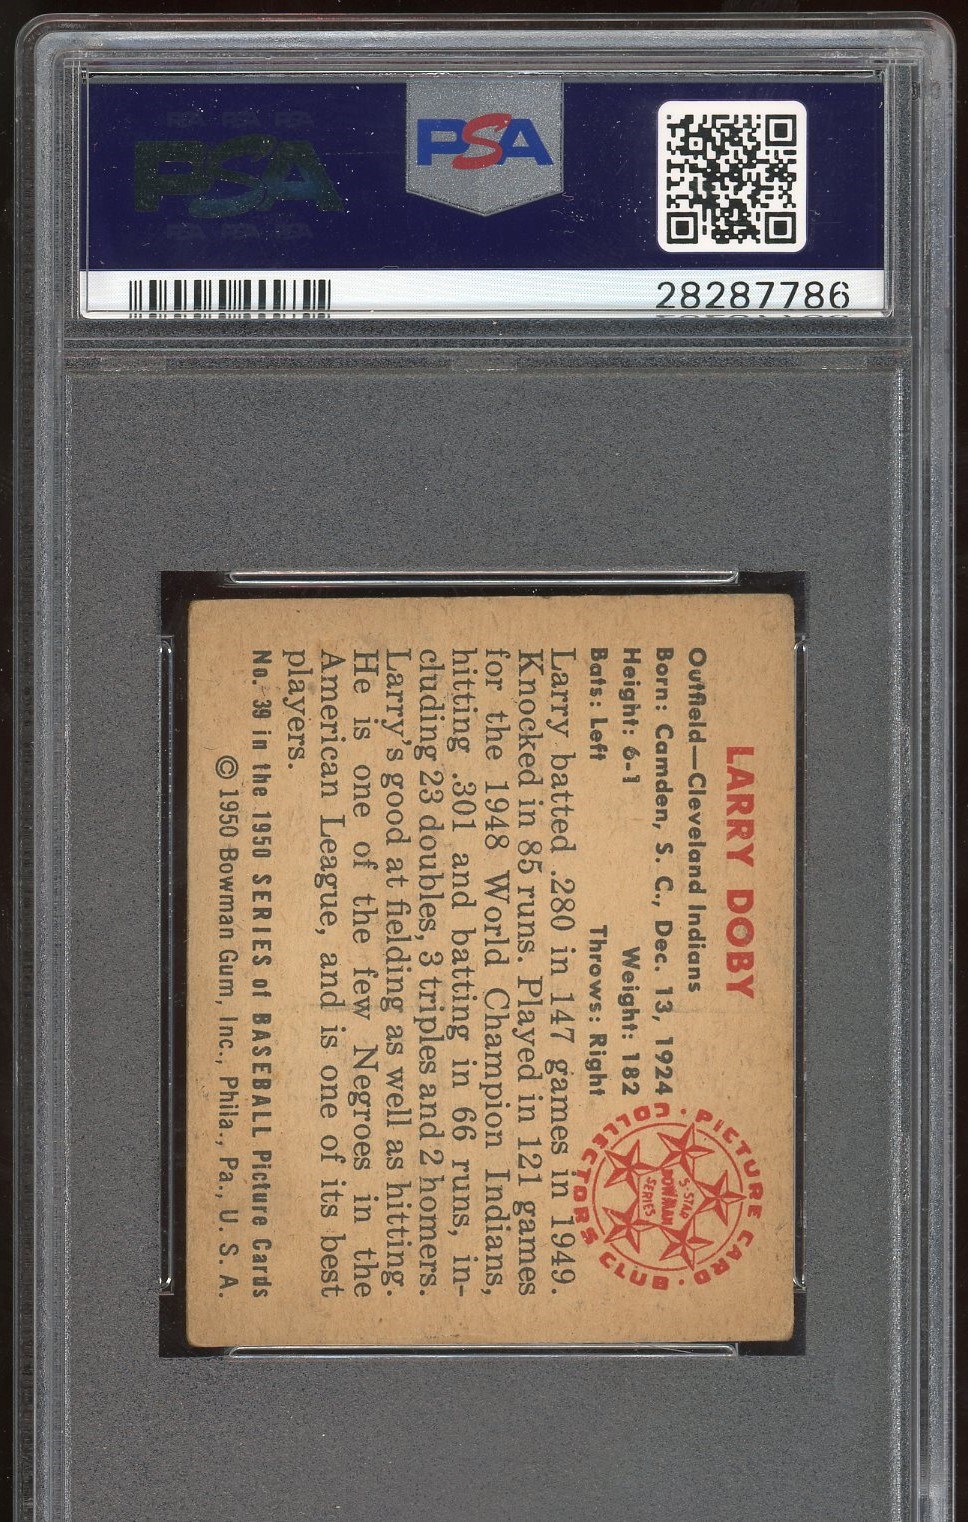 PSA
PSA
28287786
LARRY DOBY
Outfield—Cleveland Indians
Born: Camden, S. C., Dec. 13, 1924
Height: 6-1 Weight: 182
Bats: Left Throws: Right
Larry batted .280 in 147 games in 1949.
Knocked in 85 runs. Played in 121 games
for the 1948 World Champion Indians,
hitting .301 and batting in 66 runs, in-
cluding 23 doubles, 3 triples and 2 homers.
Larry's good at fielding as well as hitting.
He is one of the few Negroes in the
American League, and is one of its best
players.
No. 39 in the 1950 SERIES of BASEBALL Picture Cards
© 1950 Bowman Gum, Inc., Phila., Pa., U. S. A.
PICTURE CARD COLLECTORS CLUB
5-STAR
BOWMAN
SERIES